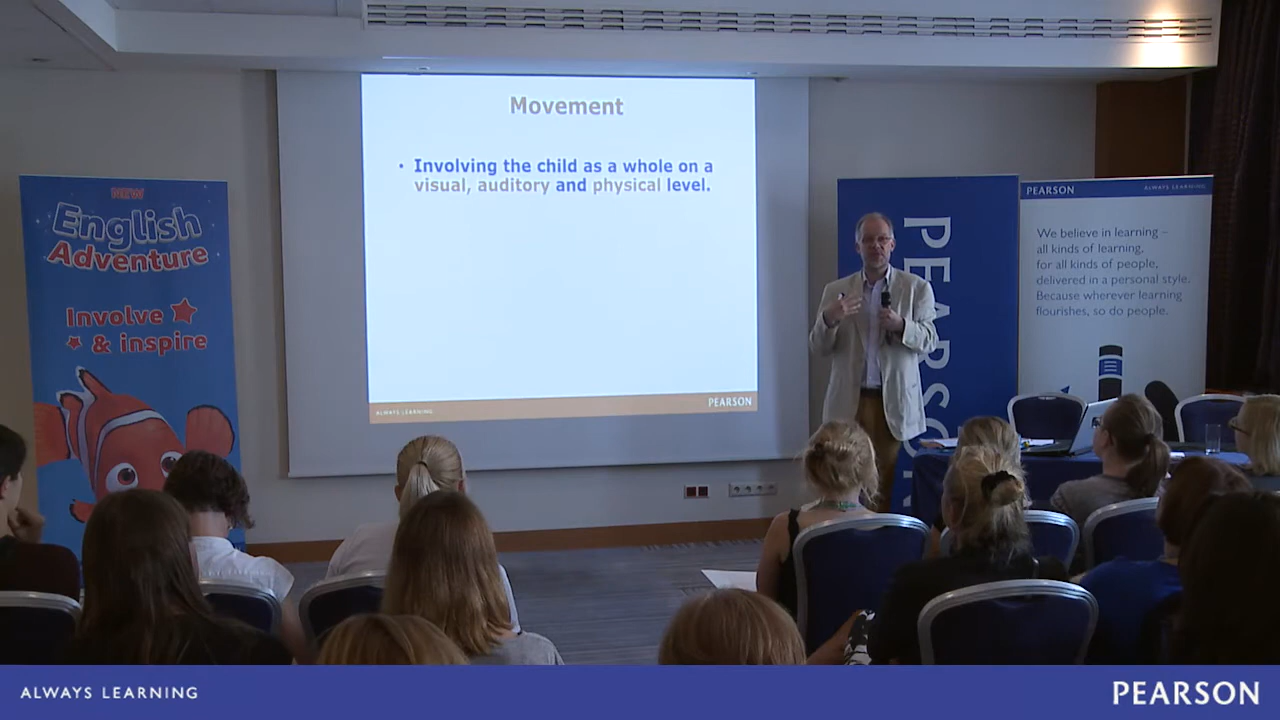 NEW
English
Adventure
Involve
& inspire
Movement
• Involving the child as a whole on a
visual, auditory and physical level.
ALWAYS LEARNING
PEARSON
PEARSON
PEARSON
ALWAYS LEARNING
We believe in learning –
all kinds of learning,
for all kinds of people,
delivered in a personal style.
Because wherever learning
flourishes, so do people.
ALWAYS LEARNING
PEARSON